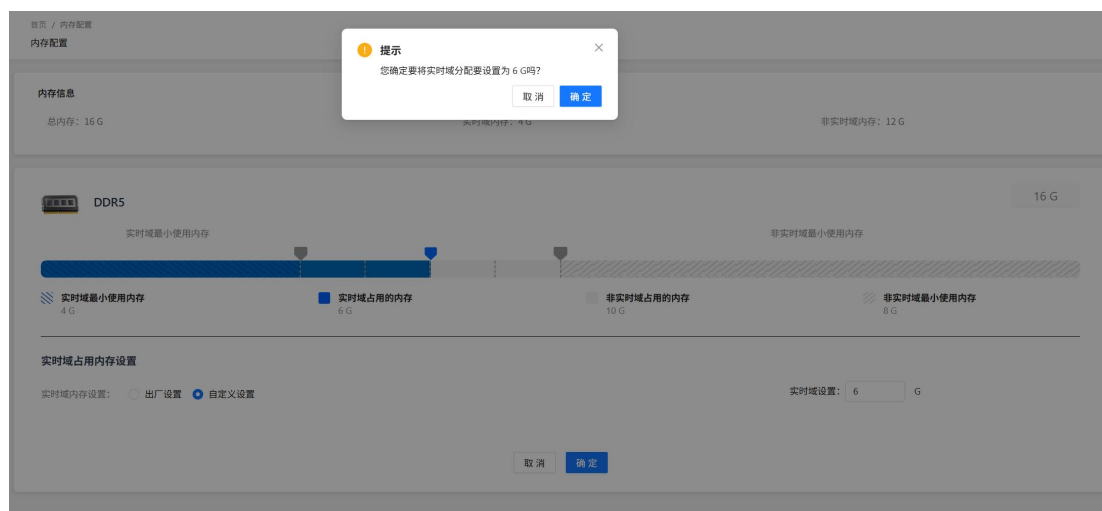 首页 / 内存配置
内存配置
提示
您确定要将实时域分配要设置为 6 G吗?
取 消 确 定
内存信息
总内存: 16 G 实时域内存: 4 G 非实时域内存: 12 G
DDR5 16 G
实时域最小使用内存 非实时域最小使用内存
实时域最小使用内存 实时域占用的内存 非实时域占用的内存 非实时域最小使用内存
4 G 6 G 10 G 8 G
实时域占用内存设置
实时域内存设置: 出厂设置 自定义设置 实时域设置: 6 G
取 消 确 定